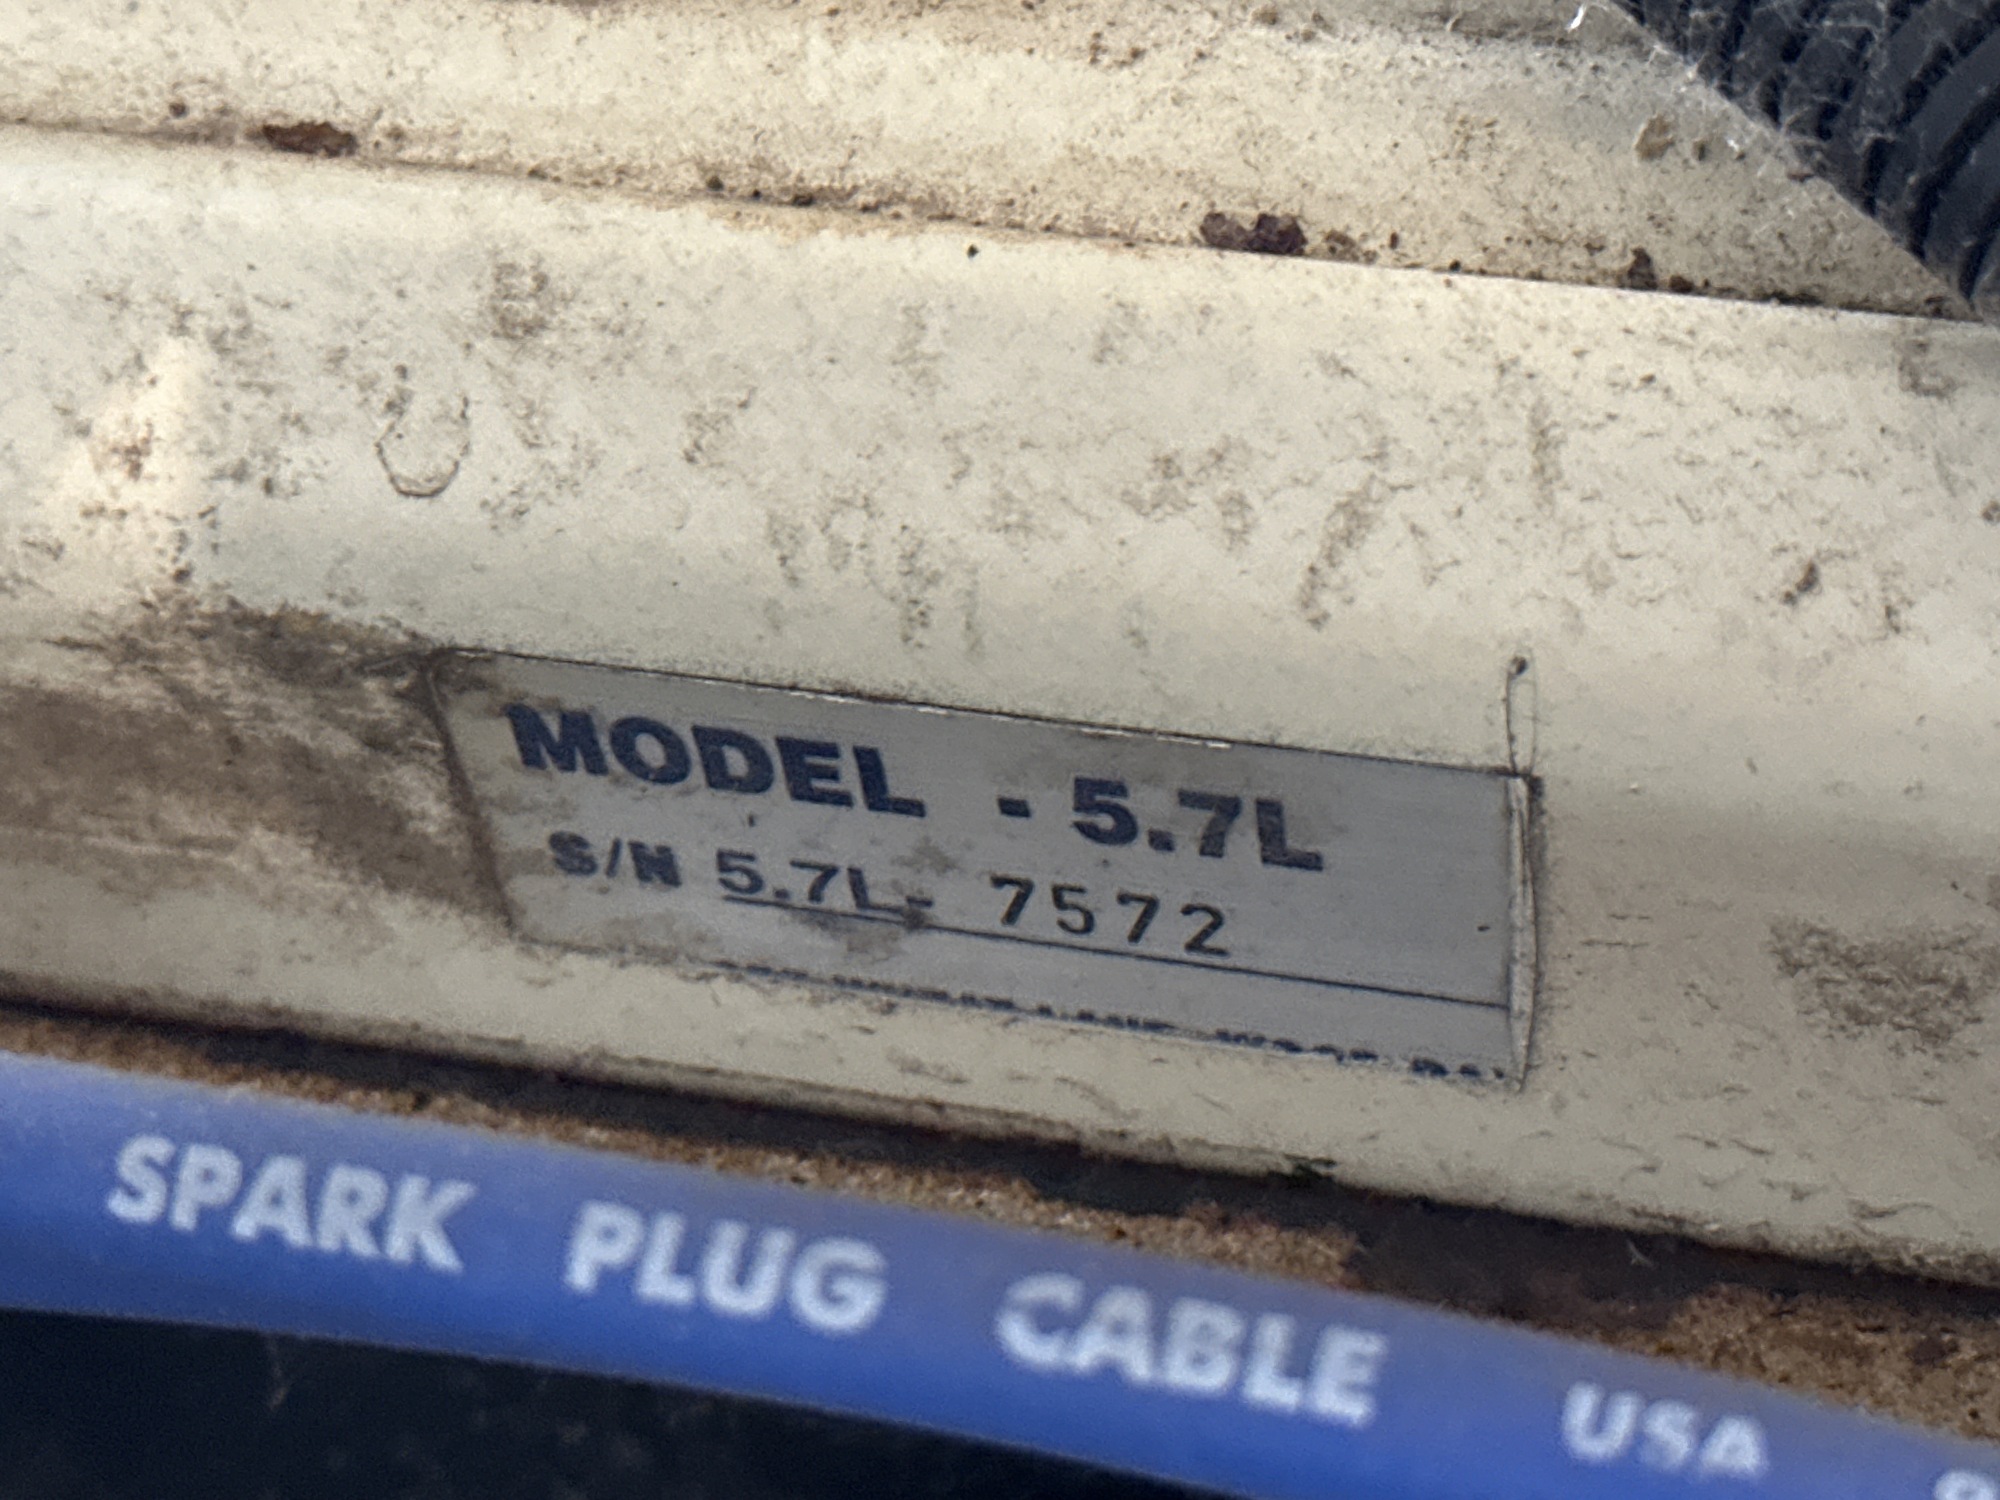 MODEL - 5.7L
S/N 5.7L- 7572
SPARK PLUG CABLE USA